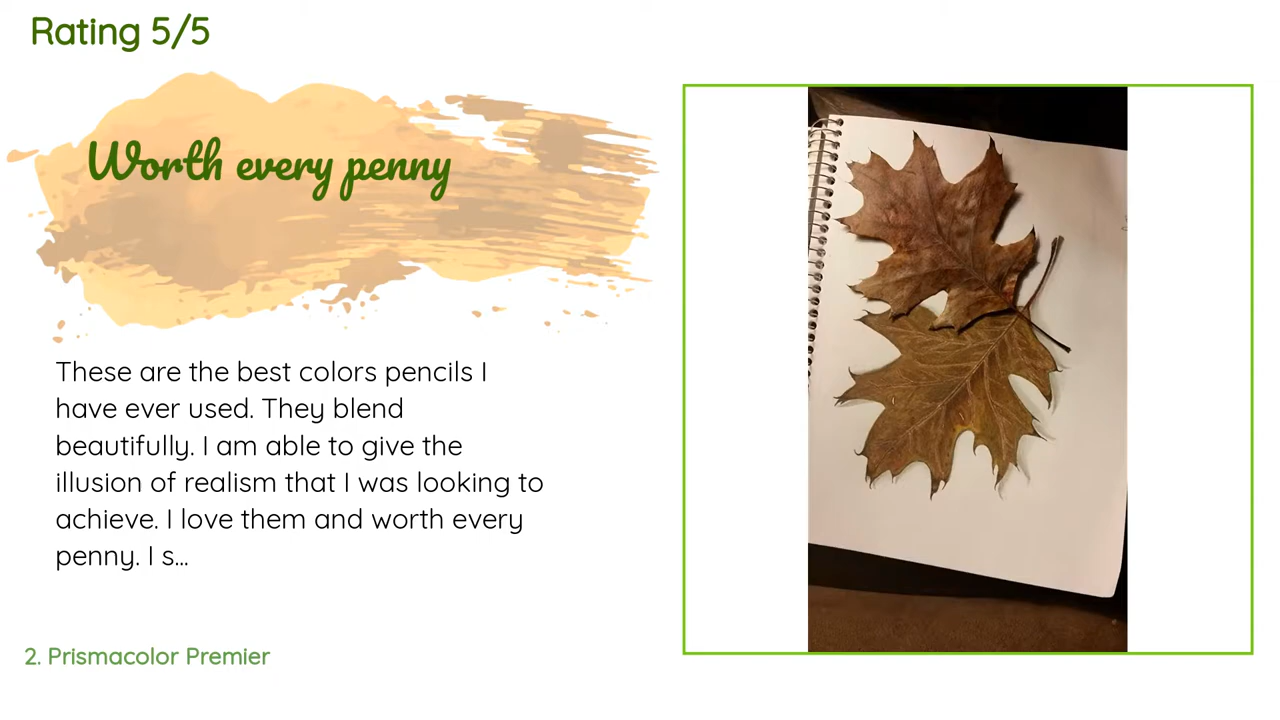 Rating 5/5
Worth every penny
These are the best colors pencils I
have ever used. They blend
beautifully. I am able to give the
illusion of realism that I was looking to
achieve. I love them and worth every
penny. I s...
2. Prismacolor Premier